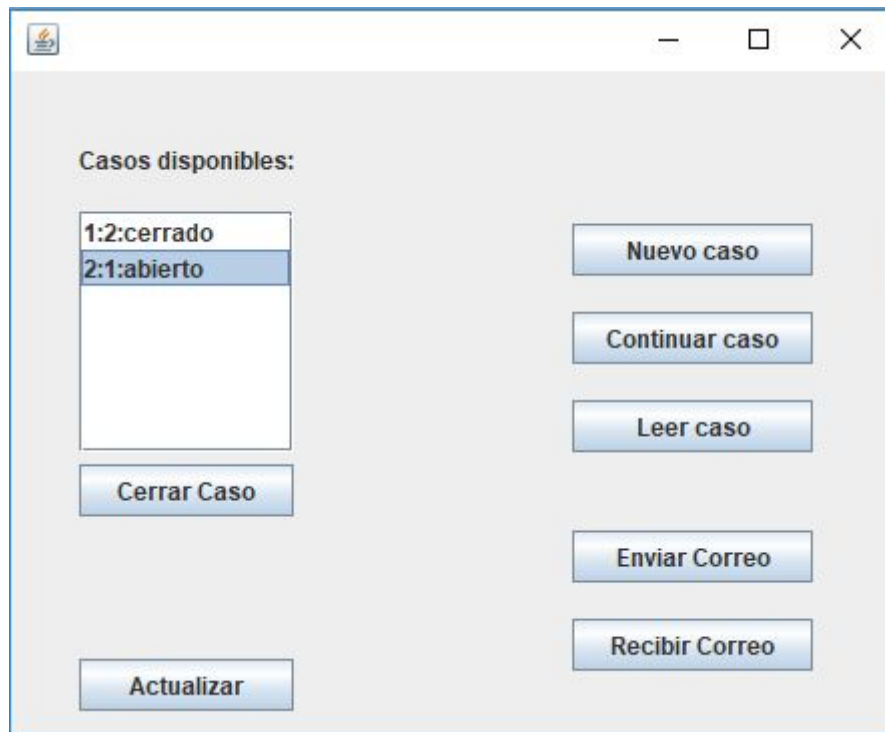 Casos disponibles:
1:2:cerrado
2:1:abierto
Cerrar Caso
Actualizar
Nuevo caso
Continuar caso
Leer caso
Enviar Correo
Recibir Correo